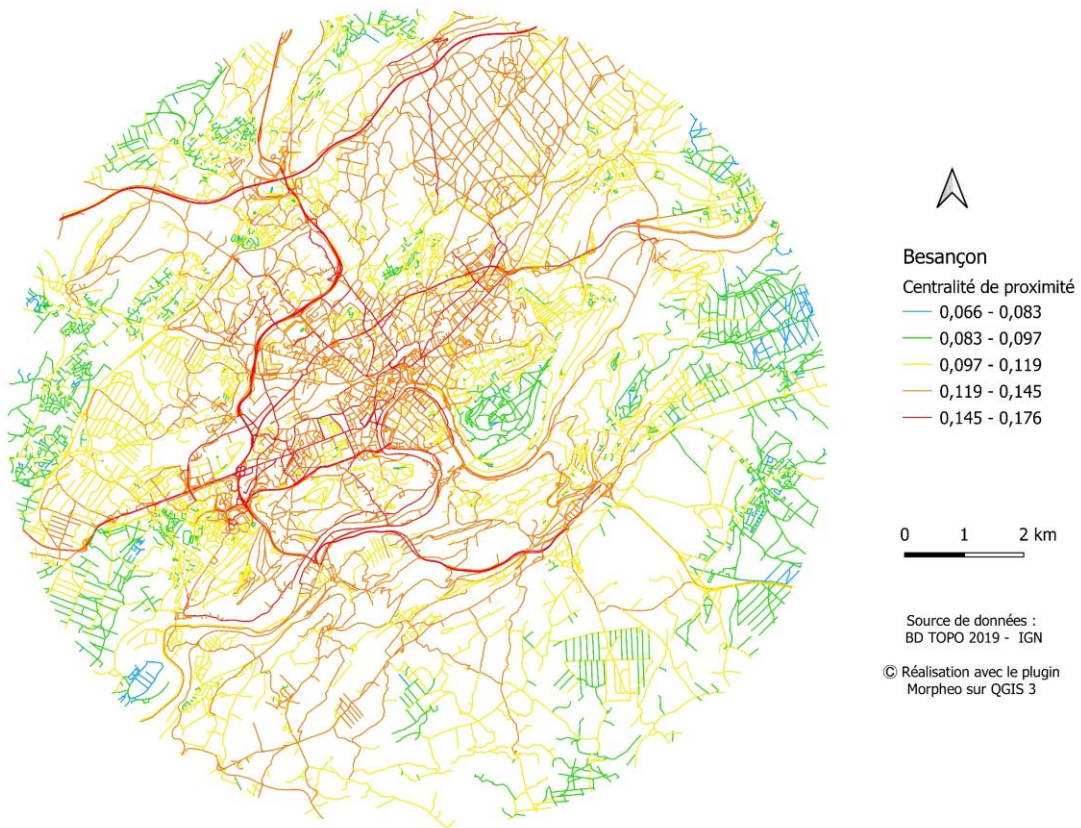 Besançon
Centralité de proximité
0,066 - 0,083
0,083 - 0,097
0,097 - 0,119
0,119 - 0,145
0,145 - 0,176
0 1 2 km
Source de données :
BD TOPO 2019 - IGN
© Réalisation avec le plugin
Morpheo sur QGIS 3